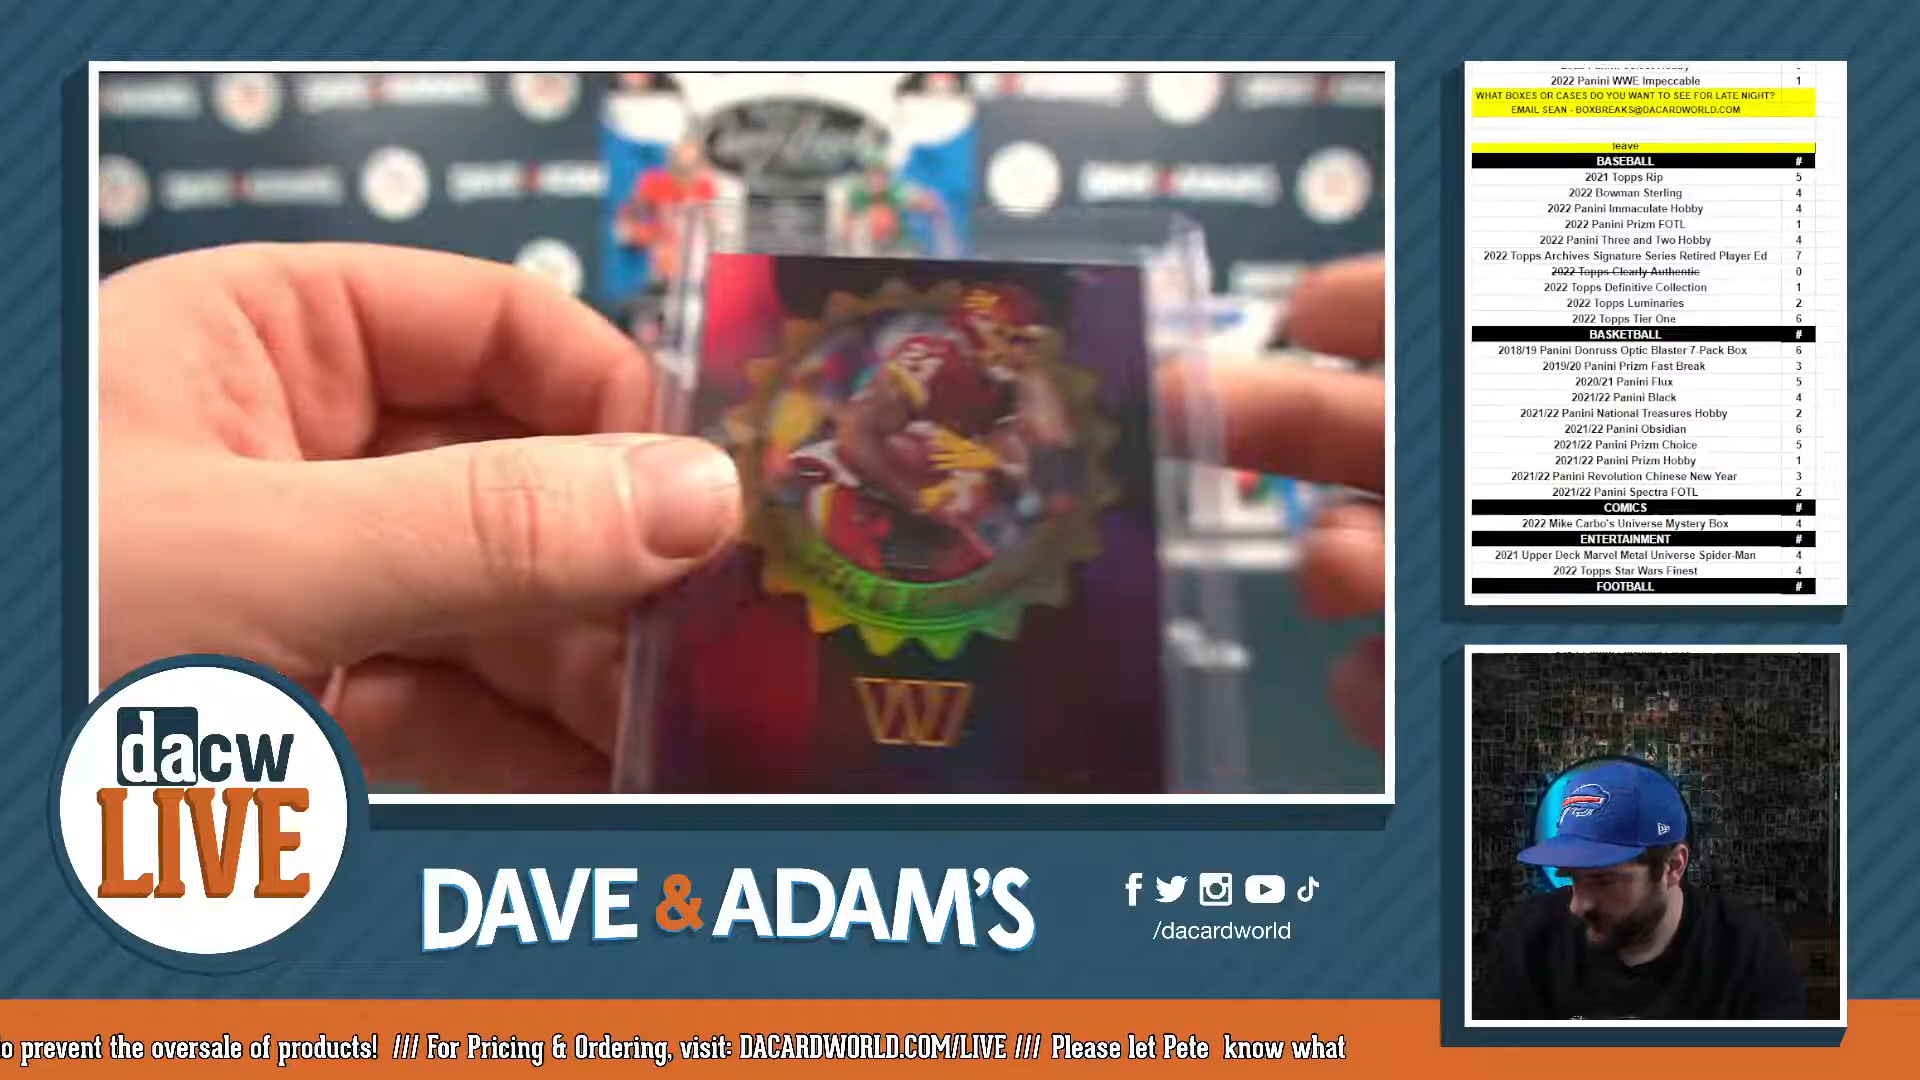 2022 Panini WWE Impeccable 1
WHAT BOXES OR CASES DO YOU WANT TO SEE FOR LATE NIGHT?
EMAIL SEAN - BOXBREAKS@DACARDWORLD.COM
leave
BASEBALL #
2021 Topps Rip 5
2022 Bowman Sterling 4
2022 Panini Immaculate Hobby 4
2022 Panini Prizm FOTL 1
2022 Panini Three and Two Hobby 4
2022 Topps Archives Signature Series Retired Player Ed 7
2022 Topps Clearly Authentic 0
2022 Topps Definitive Collection 1
2022 Topps Luminaries 2
2022 Topps Tier One 6
BASKETBALL #
2018/19 Panini Donruss Optic Blaster 7-Pack Box 6
2019/20 Panini Prizm Fast Break 3
2020/21 Panini Flux 5
2021/22 Panini Black 4
2021/22 Panini National Treasures Hobby 2
2021/22 Panini Obsidian 6
2021/22 Panini Prizm Choice 5
2021/22 Panini Prizm Hobby 1
2021/22 Panini Revolution Chinese New Year 3
2021/22 Panini Spectra FOTL 2
COMICS #
2022 Mike Carbo's Universe Mystery Box 4
ENTERTAINMENT #
2021 Upper Deck Marvel Metal Universe Spider-Man 4
2022 Topps Star Wars Finest 4
FOOTBALL #
W
dacw
LIVE
DAVE & ADAM'S
/dacardworld
o prevent the oversale of products! /// For Pricing & Ordering, visit: DACARDWORLD.COM/LIVE /// Please let Pete know what